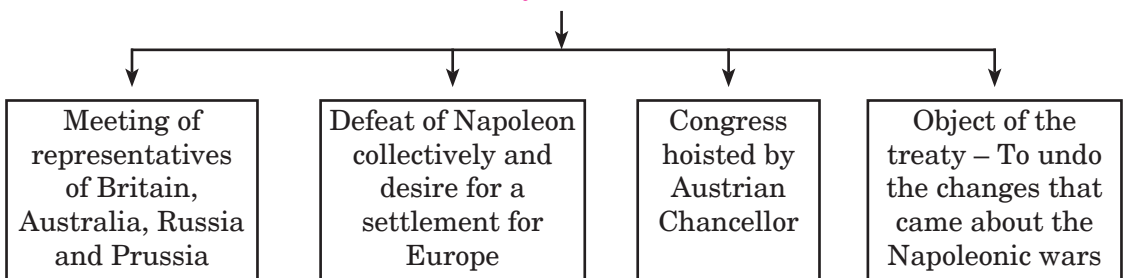 Meeting of
representatives
of Britain,
Australia, Russia
and Prussia
Defeat of Napoleon
collectively and
desire for a
settlement for
Europe
Congress
hoisted by
Austrian
Chancellor
Object of the
treaty – To undo
the changes that
came about the
Napoleonic wars